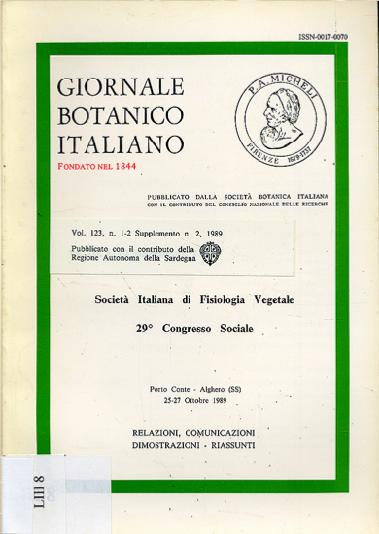 ISSN-0017-0070
GIORNALE
BOTANICO
ITALIANO
FONDATO NEL 1844
P. A. MICHELI
FIRENZE 1679-1737
PUBBLICATO DALLA SOCIETÀ BOTANICA ITALIANA
CON IL CONTRIBUTO DEL CONSIGLIO NAZIONALE DELLE RICERCHE
Vol. 123, n. 1-2 Supplemento n. 2, 1989
Pubblicato con il contributo della
Regione Autonoma della Sardegna
Società Italiana di Fisiologia Vegetale
29° Congresso Sociale
Porto Conte - Alghero (SS)
25-27 Ottobre 1989
RELAZIONI, COMUNICAZIONI
DIMOSTRAZIONI - RIASSUNTI